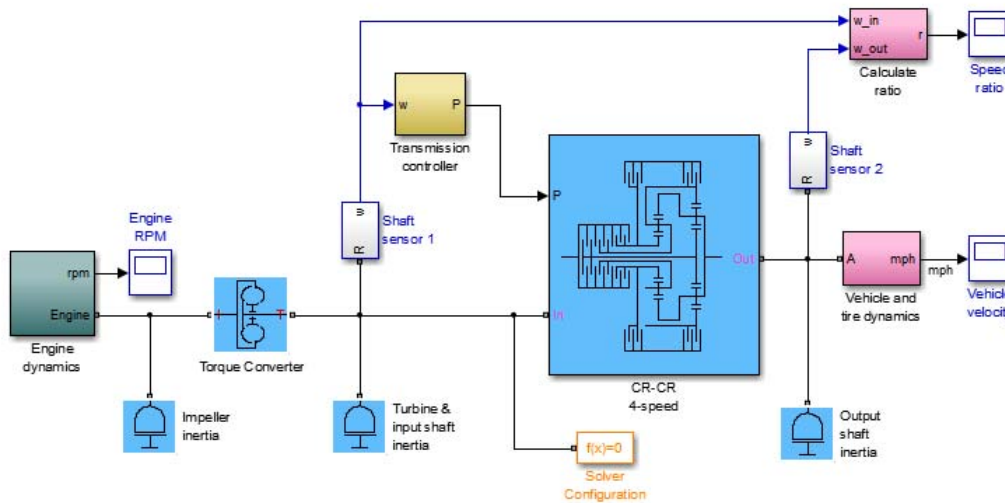 w_in
r
w_out
Calculate
ratio
Speed
ratio
w
P
Transmission
controller
w
R
Shaft
sensor 2
P
Engine
RPM
w
R
Shaft
sensor 1
rpm
Engine
Engine
dynamics
I
T
Torque Converter
In
Out
CR-CR
4-speed
A
mph
mph
Vehicle and
tire dynamics
Vehicle
velocit
Impeller
inertia
Turbine &
input shaft
inertia
f(x)=0
Solver
Configuration
Output
shaft
inertia